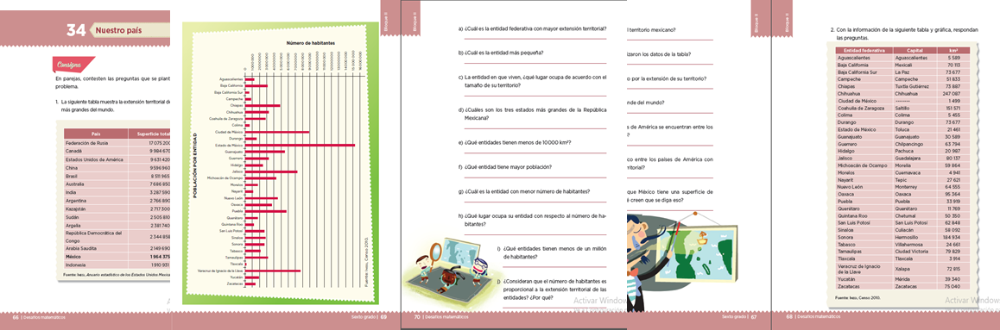 34 Nuestro país
Consigna
En parejas, contesten las preguntas que se plant
problema.
1. La siguiente tabla muestra la extensión territorial d
más grandes del mundo.
País Superficie total
Federación de Rusia 17 075 200
Canadá 9 984 670
Estados Unidos de América 9 631 420
China 9 596 960
Brasil 8 511 965
Australia 7 686 850
India 3 287 590
Argentina 2 766 890
Kazajstán 2 717 300
Sudán 2 505 810
Argelia 2 381 740
República Democrática del
Congo 2 344 858
Arabia Saudita 2 149 690
México 1 964 375
Indonesia 1 910 931
Fuente: INEGI, Anuario estadístico de los Estados Unidos Mexica
66 | Desafíos matemáticos
Bloque II
Número de habitantes
POBLACIÓN POR ENTIDAD
Aguascalientes
Baja California
Baja California Sur
Campeche
Chiapas
Chihuahua
Coahuila de Zaragoza
Colima
Ciudad de México
Durango
Estado de México
Guanajuato
Guerrero
Hidalgo
Jalisco
Michoacán de Ocampo
Morelos
Nayarit
Nuevo León
Oaxaca
Puebla
Querétaro
Quintana Roo
San Luis Potosí
Sinaloa
Sonora
Tabasco
Tamaulipas
Tlaxcala
Veracruz de Ignacio de la Llave
Yucatán
Zacatecas
Fuente: INEGI, Censo 2010.
Sexto grado | 69
Bloque II
a) ¿Cuál es la entidad federativa con mayor extensión territorial?
b) ¿Cuál es la entidad más pequeña?
c) La entidad en que viven, ¿qué lugar ocupa de acuerdo con el
tamaño de su territorio?
d) ¿Cuáles son los tres estados más grandes de la República
Mexicana?
e) ¿Qué entidades tienen menos de 10 000 km²?
f) ¿Qué entidad tiene mayor población?
g) ¿Cuál es la entidad con menor número de habitantes?
h) ¿Qué lugar ocupa su entidad con respecto al número de ha-
bitantes?
i) ¿Qué entidades tienen menos de un millón
de habitantes?
j) ¿Consideran que el número de habitantes es
proporcional a la extensión territorial de las
entidades? ¿Por qué?
Activar Window
70 | Desafíos matemáticos
Bloque II
l territorio mexicano?
lizaron los datos de la tabla?
o por la extensión de su territorio?
nde del mundo?
s de América se encuentran entre los
?
co entre los países de América con
ritorial?
que México tiene una superficie de
é creen que se diga eso?
Sexto grado | 67
Bloque II
2. Con la información de la siguiente tabla y gráfica, respondan
las preguntas.
Entidad federativa Capital km²
Aguascalientes Aguascalientes 5 589
Baja California Mexicali 70 113
Baja California Sur La Paz 73 677
Campeche Campeche 51 833
Chiapas Tuxtla Gutiérrez 73 887
Chihuahua Chihuahua 247 087
Ciudad de México -------- 1 499
Coahuila de Zaragoza Saltillo 151 571
Colima Colima 5 455
Durango Durango 73 677
Estado de México Toluca 21 461
Guanajuato Guanajuato 30 589
Guerrero Chilpancingo 63 794
Hidalgo Pachuca 20 987
Jalisco Guadalajara 80 137
Michoacán de Ocampo Morelia 59 864
Morelos Cuernavaca 4 941
Nayarit Tepic 27 621
Nuevo León Monterrey 64 555
Oaxaca Oaxaca 95 364
Puebla Puebla 33 919
Querétaro Querétaro 11 769
Quintana Roo Chetumal 50 350
San Luis Potosí San Luis Potosí 62 848
Sinaloa Culiacán 58 092
Sonora Hermosillo 184 934
Tabasco Villahermosa 24 661
Tamaulipas Ciudad Victoria 79 829
Tlaxcala Tlaxcala 3 914
Veracruz de Ignacio
de la Llave Xalapa 72 815
Yucatán Mérida 39 340
Zacatecas Zacatecas 75 040
Fuente: INEGI, Censo 2010.
Activar Window
68 | Desafíos matemáticos